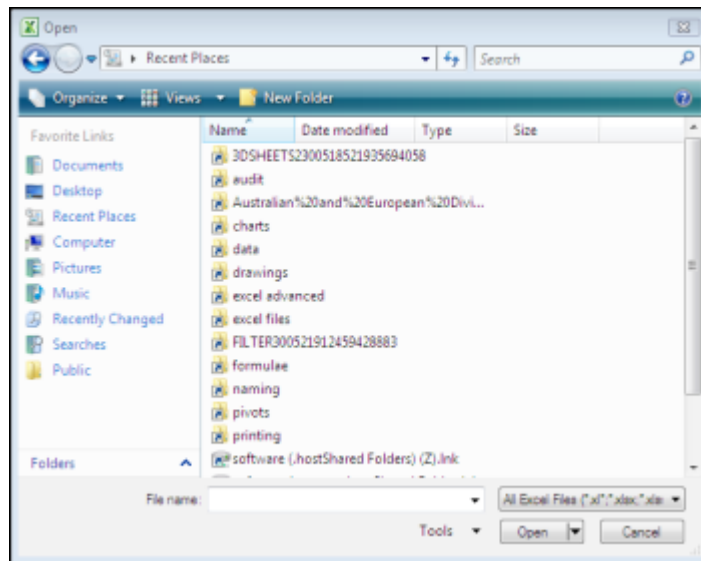 Open
Recent Places
Search
Organize Views New Folder
Favorite Links
Documents
Desktop
Recent Places
Computer
Pictures
Music
Recently Changed
Searches
Public
Folders
Name Date modified Type Size
3DSHEETS2300518521935694058
audit
Australian%20and%20European%20Divi...
charts
data
drawings
excel advanced
excel files
FILTER300521912459428883
formulae
naming
pivots
printing
software (.hostShared Folders) (Z).lnk
File name:
All Excel Files (*.xl*;*.xlsx;*.xls
Tools Open Cancel